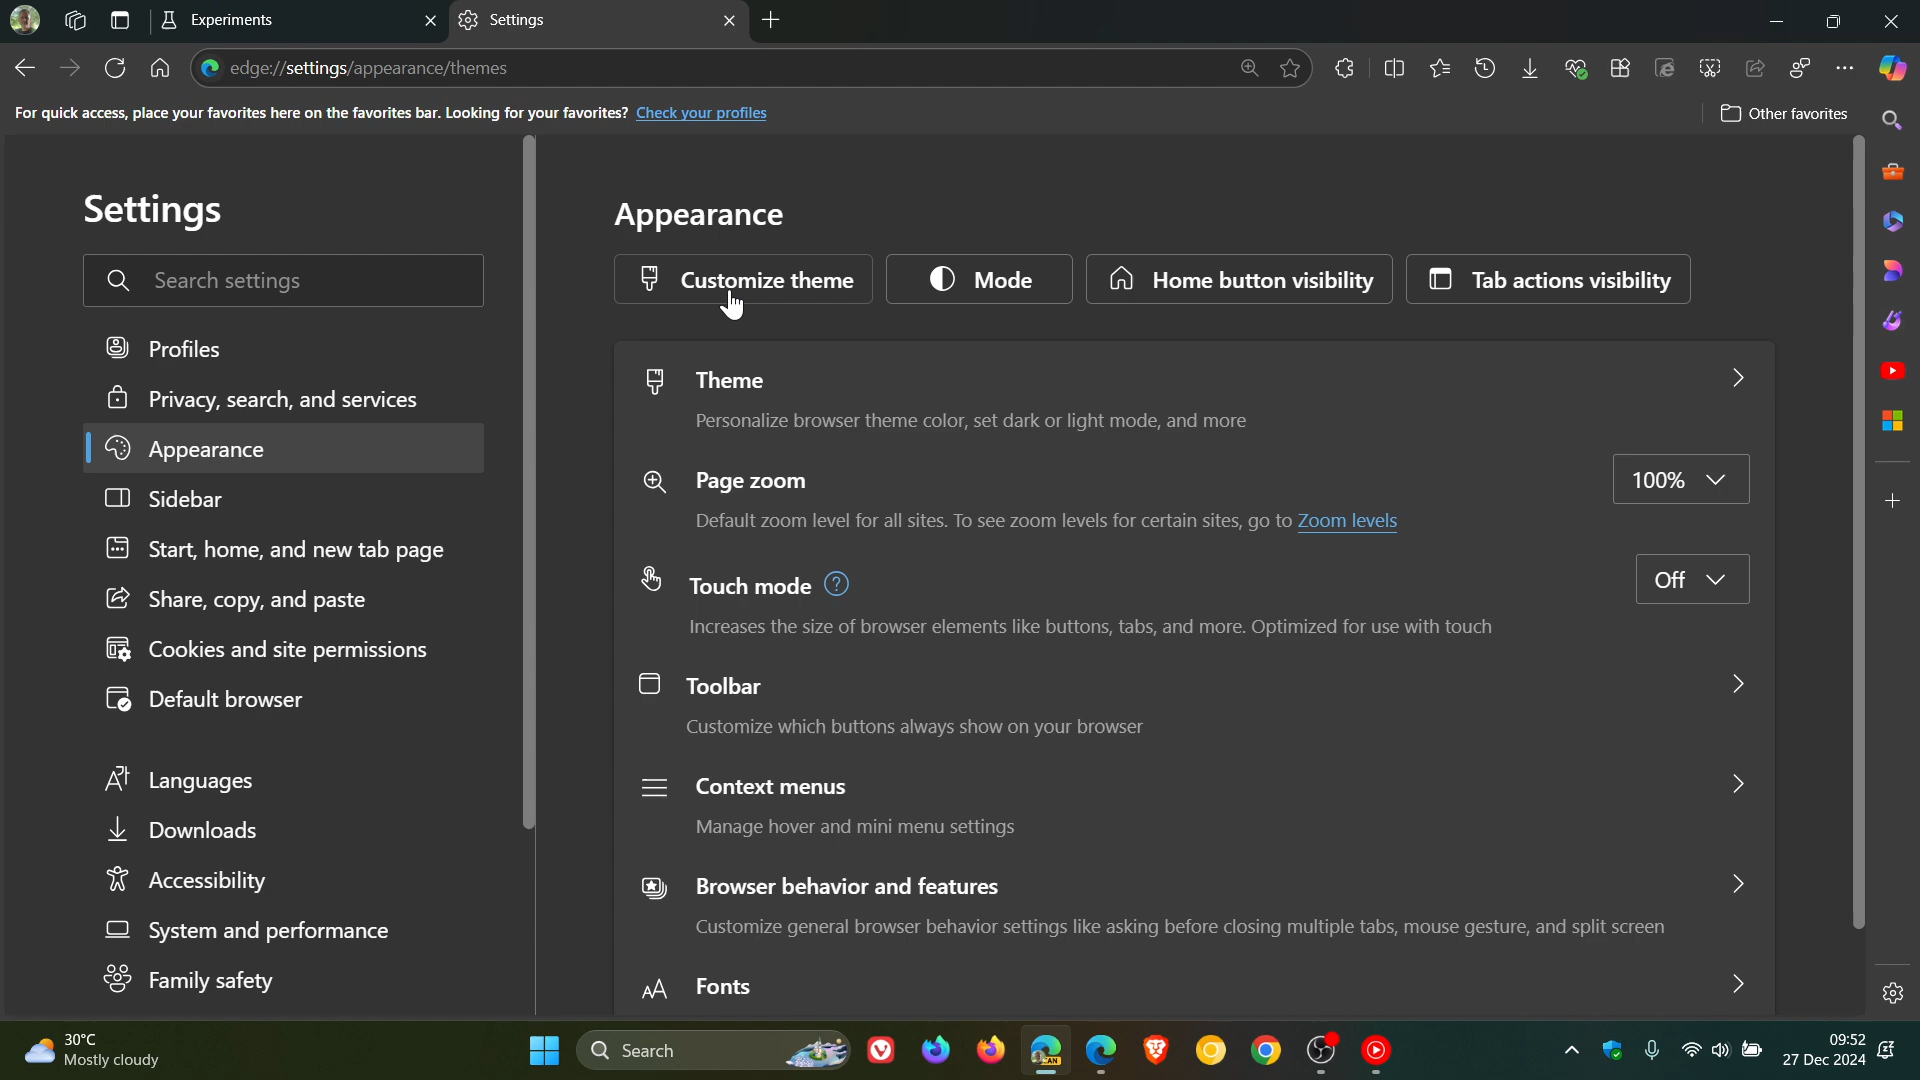 Experiments
Settings
edge://settings/appearance/themes
For quick access, place your favorites here on the favorites bar. Looking for your favorites? Check your profiles
Other favorites
Settings
Search settings
Profiles
Privacy, search, and services
Appearance
Sidebar
Start, home, and new tab page
Share, copy, and paste
Cookies and site permissions
Default browser
Languages
Downloads
Accessibility
System and performance
Family safety
Appearance
Customize theme
Mode
Home button visibility
Tab actions visibility
Theme
Personalize browser theme color, set dark or light mode, and more
Page zoom
100%
Default zoom level for all sites. To see zoom levels for certain sites, go to Zoom levels
Touch mode
Off
Increases the size of browser elements like buttons, tabs, and more. Optimized for use with touch
Toolbar
Customize which buttons always show on your browser
Context menus
Manage hover and mini menu settings
Browser behavior and features
Customize general browser behavior settings like asking before closing multiple tabs, mouse gesture, and split screen
Fonts
30°C
Mostly cloudy
Search
CAN
09:52
27 Dec 2024